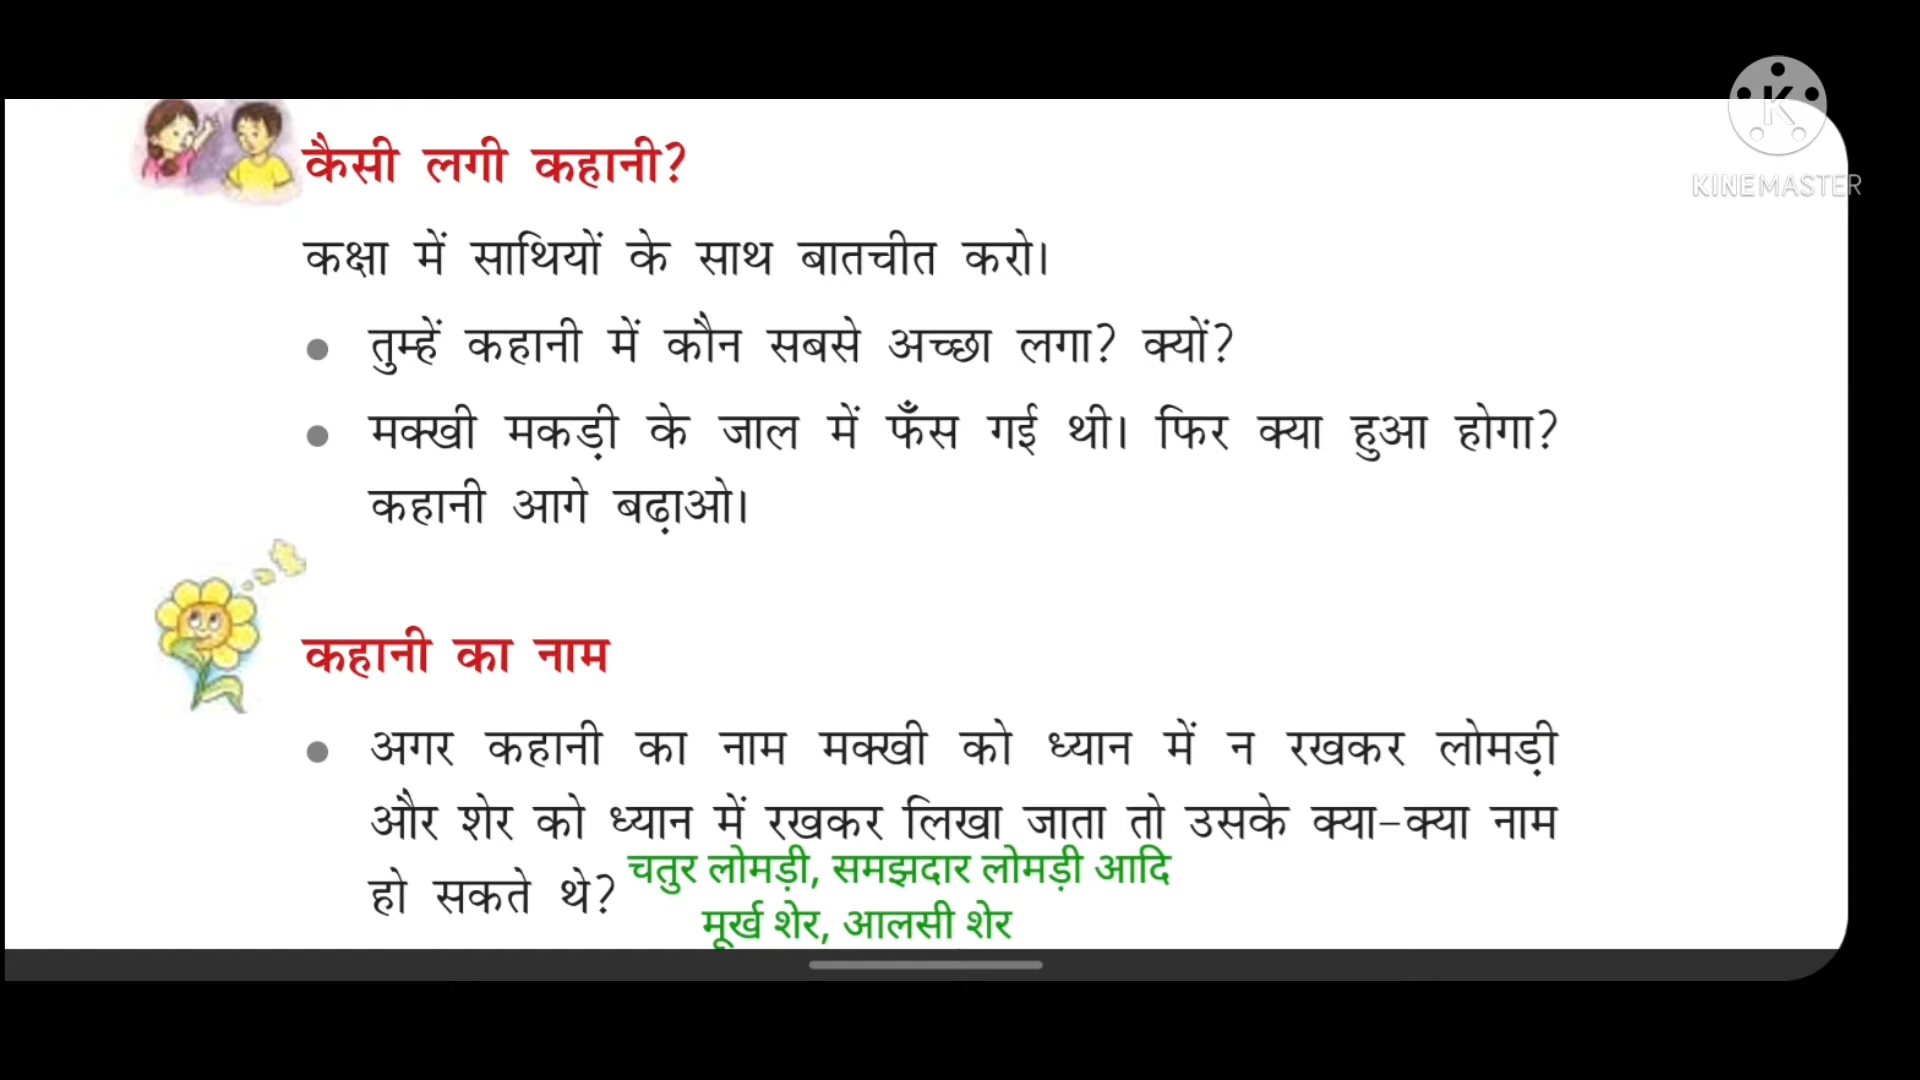 कैसी लगी कहानी?
K
KINEMASTER
कक्षा में साथियों के साथ बातचीत करो।
तुम्हें कहानी में कौन सबसे अच्छा लगा? क्यों?
मक्खी मकड़ी के जाल में फँस गई थी। फिर क्या हुआ होगा?
कहानी आगे बढ़ाओ।
कहानी का नाम
अगर कहानी का नाम मक्खी को ध्यान में न रखकर लोमड़ी
और शेर को ध्यान में रखकर लिखा जाता तो उसके क्या-क्या नाम
हो सकते थे?
चतुर लोमड़ी, समझदार लोमड़ी आदि
मूर्ख शेर, आलसी शेर